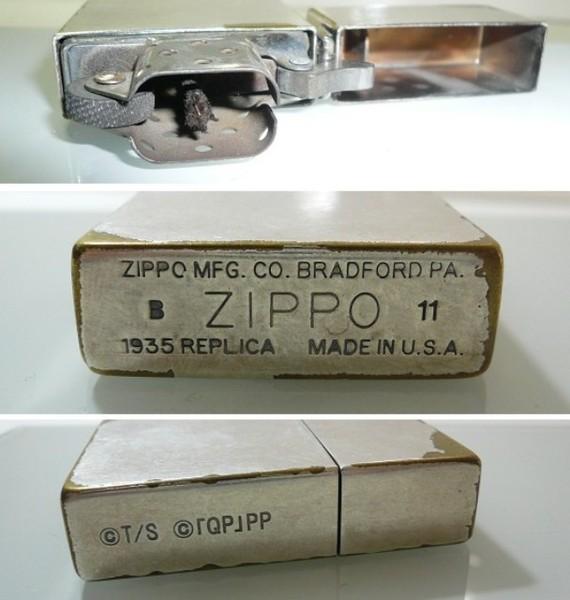 ZIPPO MFG. CO. BRADFORD PA.
B ZIPPO 11
1935 REPLICA MADE IN U.S.A.
©T/S